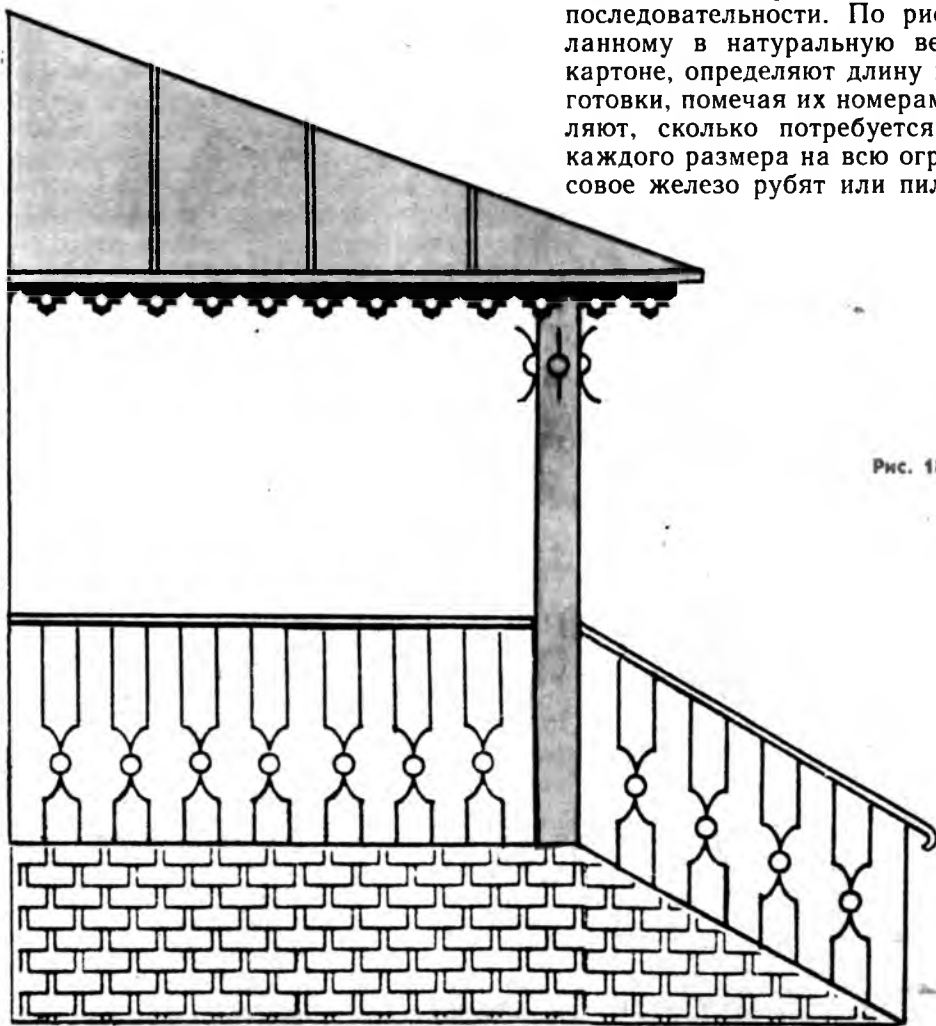 последовательности. По рис
ланному в натуральную ве
картоне, определяют длину
готовки, помечая их номерам
ляют, сколько потребуется
каждого размера на всю огр
совое железо рубят или пил
Рис. 1